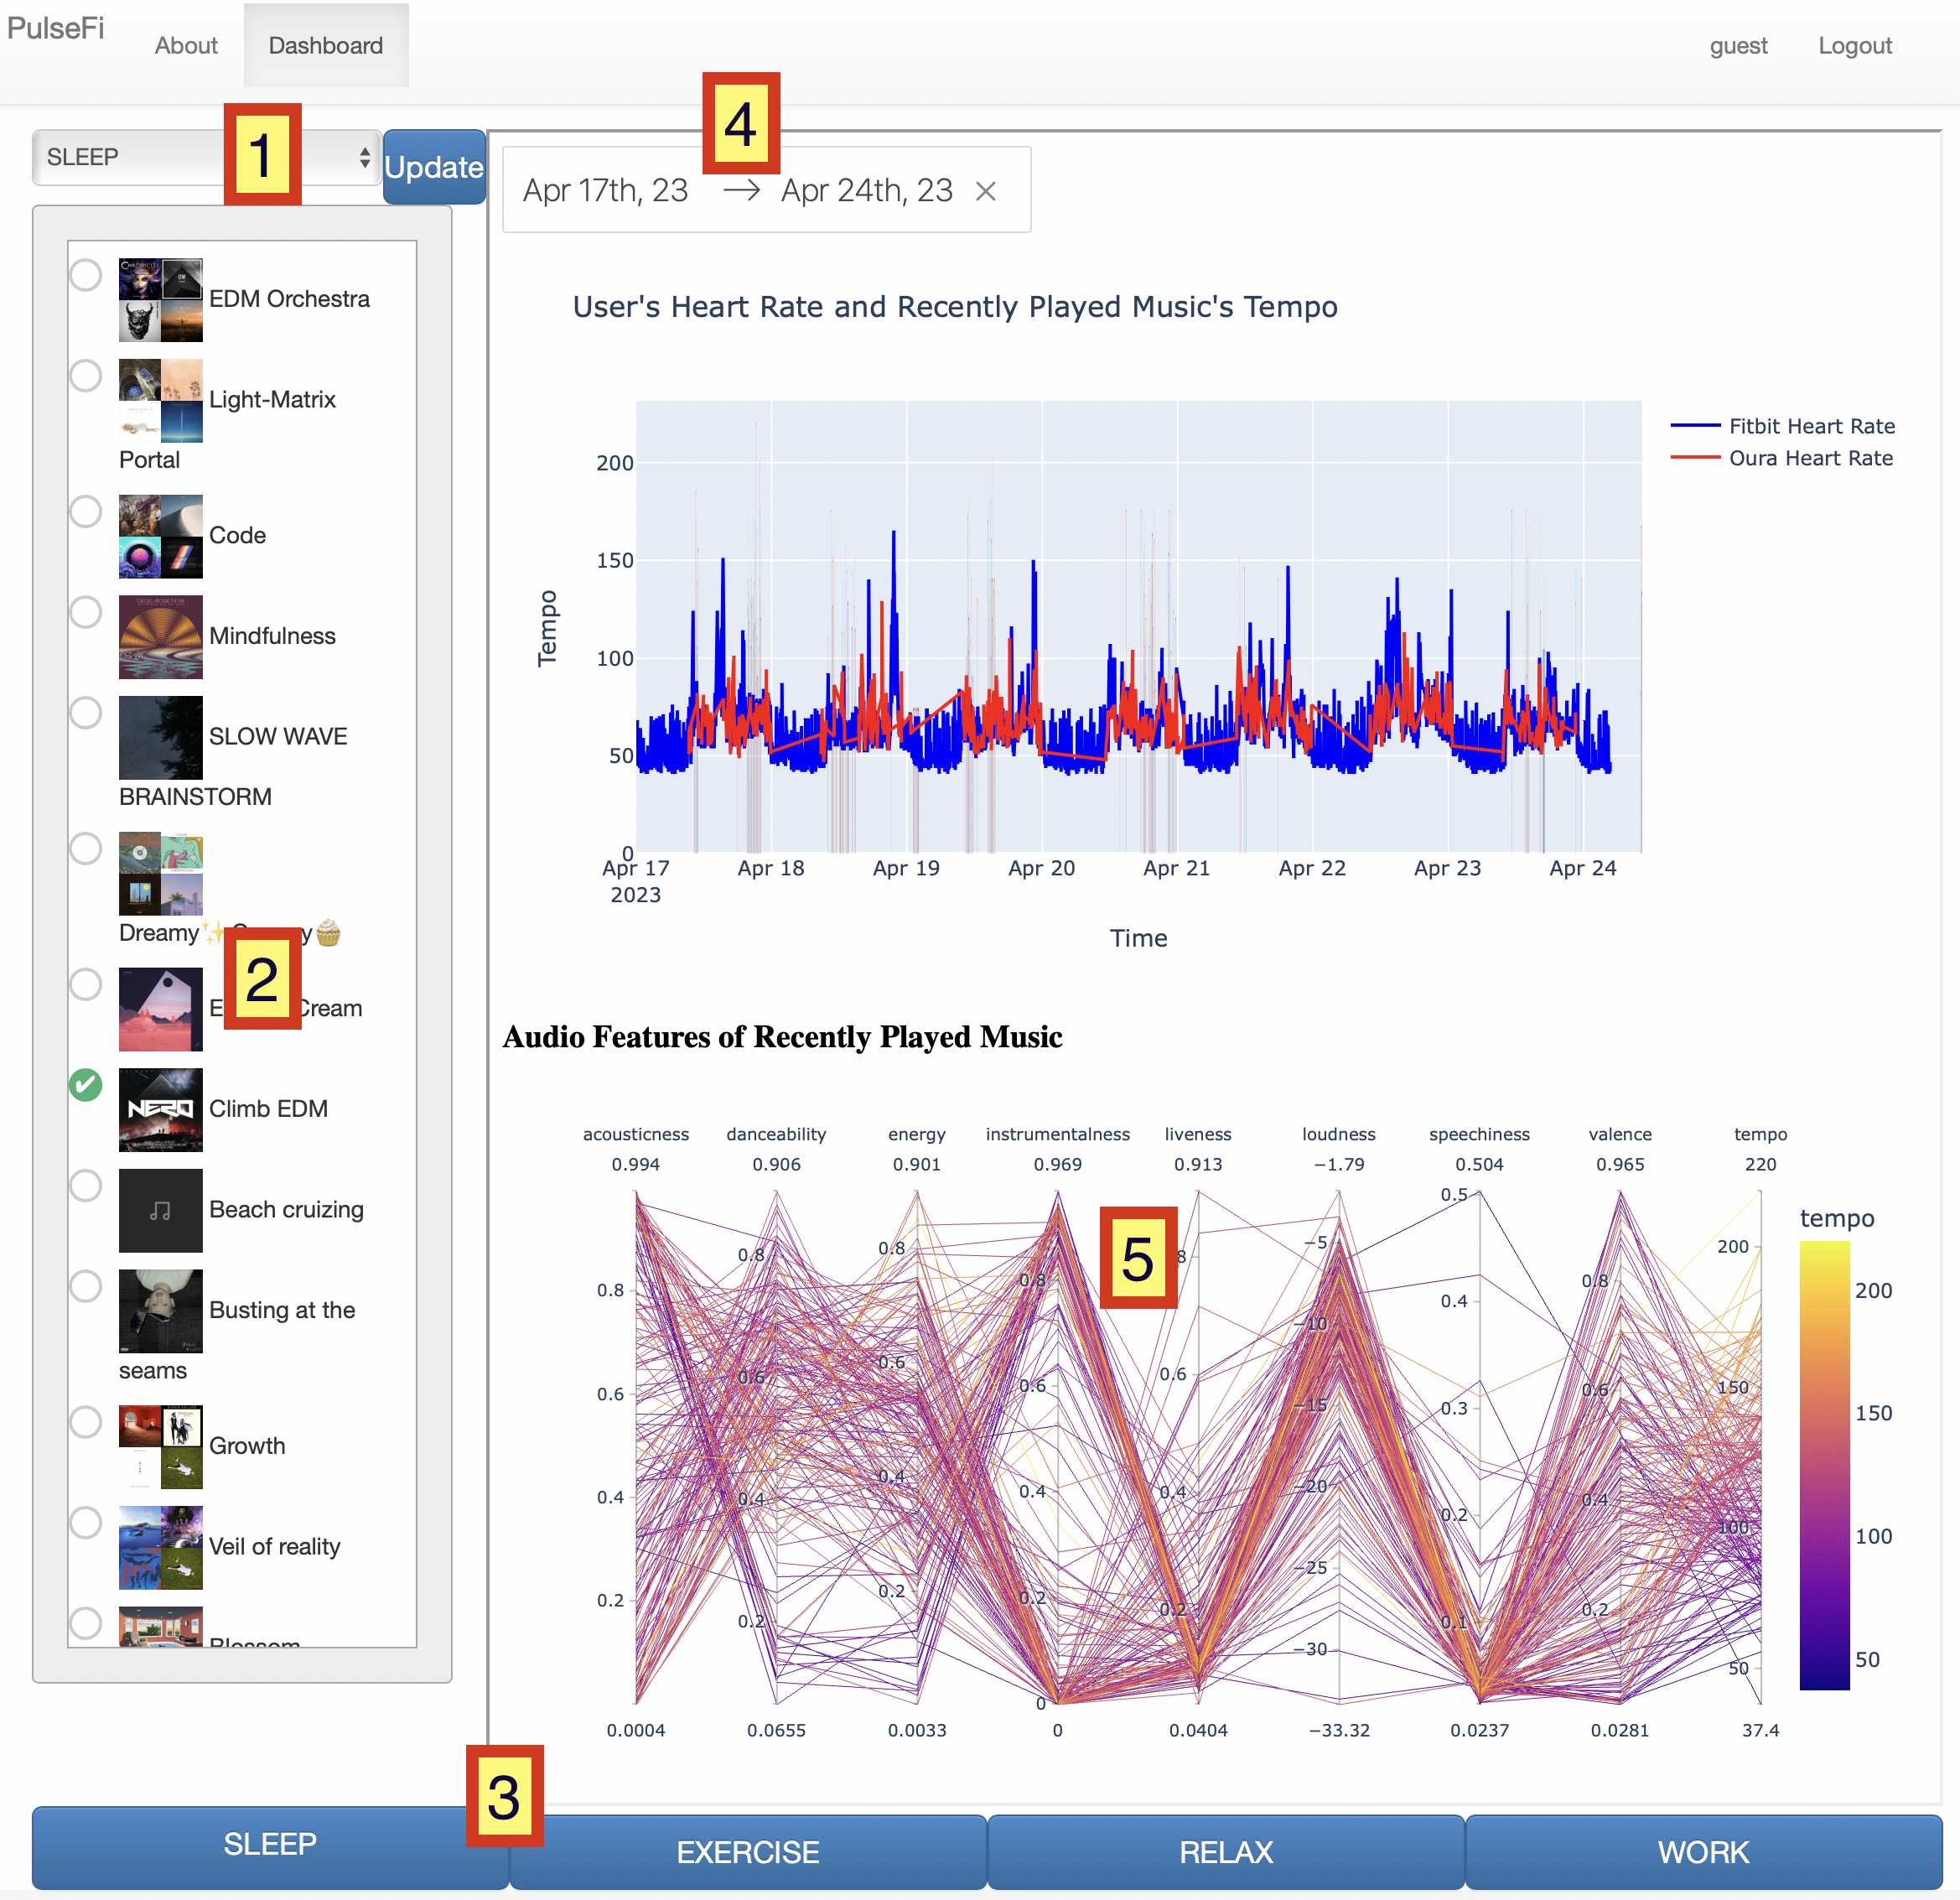 PulseFi
About
Dashboard
guest
Logout
1
SLEEP
Update
4
Apr 17th, 23 → Apr 24th, 23 ×
EDM Orchestra
Light-Matrix
Portal
Code
Mindfulness
SLOW WAVE
BRAINSTORM
Dreamy✨
y🧁
2
Cream
NERO
Climb EDM
Beach cruizing
Busting at the
seams
Growth
Veil of reality
Blossom
User's Heart Rate and Recently Played Music's Tempo
Fitbit Heart Rate
Oura Heart Rate
Tempo
200
150
100
50
0
Apr 17 Apr 18 Apr 19 Apr 20 Apr 21 Apr 22 Apr 23 Apr 24
2023
Time
Audio Features of Recently Played Music
acousticness danceability energy instrumentalness liveness loudness speechiness valence tempo
0.994 0.906 0.901 0.969 0.913 −1.79 0.504 0.965 220
5
0.8
0.6
0.4
0.2
0.8
0.6
0.4
0.2
0.8
0.6
0.4
0.2
0.8
0.6
0.4
0.2
0
8
0.6
0.4
0.2
−5
−10
−15
−20
−25
−30
0.5
0.4
0.3
0.2
0.1
0.8
0.6
0.4
0.2
200
150
100
50
tempo
200
150
100
50
0.0004 0.0655 0.0033 0 0.0404 −33.32 0.0237 0.0281 37.4
3
SLEEP
EXERCISE
RELAX
WORK